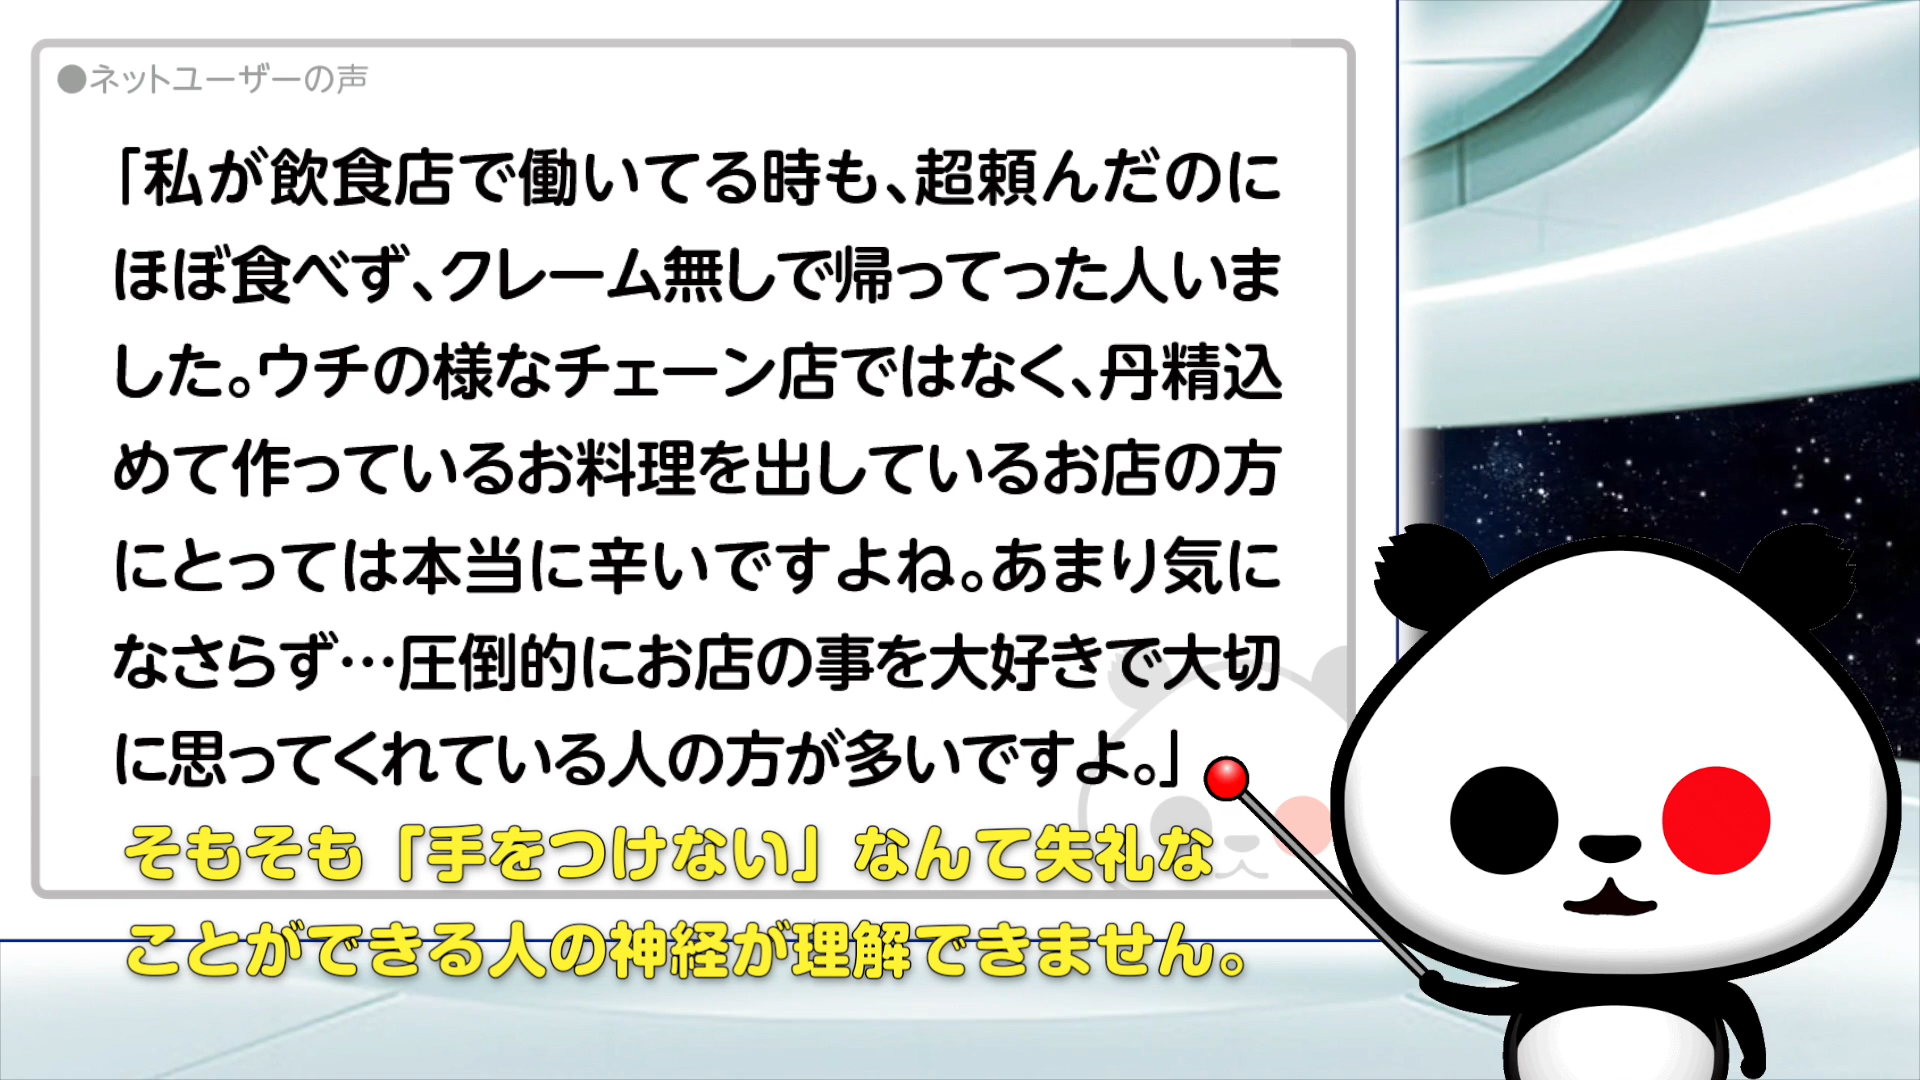 ●ネットユーザーの声
「私が飲食店で働いてる時も、超頼んだのに
ほぼ食べず、クレーム無しで帰ってった人いま
した。ウチの様なチェーン店ではなく、丹精込
めて作っているお料理を出しているお店の方
にとっては本当に辛いですよね。あまり気に
なさらず…圧倒的にお店の事を大好きで大切
に思ってくれている人の方が多いですよ。」
そもそも「手をつけない」なんて失礼な
ことができる人の神経が理解できません。